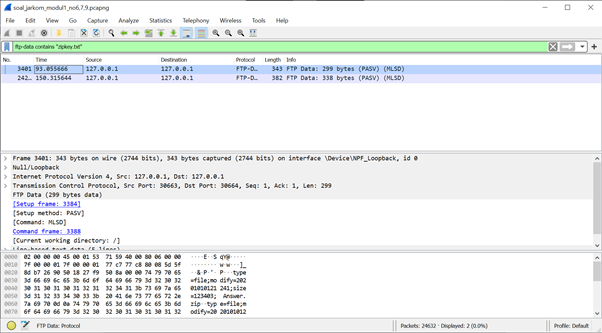 soal_jarkom_modul1_no6,7,9.pcapng
File Edit View Go Capture Analyze Statistics Telephony Wireless Tools Help
ftp-data contains "zipkey.txt"
No. Time Source Destination Protocol Length Info
3401 93.055666 127.0.0.1 127.0.0.1 FTP-D… 343 FTP Data: 299 bytes (PASV) (MLSD)
242… 150.315644 127.0.0.1 127.0.0.1 FTP-D… 382 FTP Data: 338 bytes (PASV) (MLSD)
Frame 3401: 343 bytes on wire (2744 bits), 343 bytes captured (2744 bits) on interface \Device\NPF_Loopback, id 0
Null/Loopback
Internet Protocol Version 4, Src: 127.0.0.1, Dst: 127.0.0.1
Transmission Control Protocol, Src Port: 30663, Dst Port: 30664, Seq: 1, Ack: 1, Len: 299
FTP Data (299 bytes data)
[Setup frame: 3384]
[Setup method: PASV]
[Command: MLSD]
Command frame: 3388
[Current working directory: /]
0000 02 00 00 00 45 00 01 53 71 59 40 00 80 06 00 00 ····E··S qY@·····
0010 7f 00 00 01 7f 00 00 01 77 c7 77 c8 80 08 5d 5f ········ w·w···]_
0020 8d b7 26 90 50 18 27 f9 50 8a 00 00 74 79 70 65 ··&·P·'· P···type
0030 3d 66 69 6c 65 3b 6d 6f 64 69 66 79 3d 32 30 32 =file;mo dify=202
0040 30 31 30 31 30 31 32 31 32 34 31 3b 73 69 7a 65 01010121 241;size
0050 3d 31 32 33 34 30 33 3b 20 41 6e 73 77 65 72 2e =123403; Answer.
0060 7a 69 70 0d 0a 74 79 70 65 3d 66 69 6c 65 3b 6d zip··typ e=file;m
0070 6f 64 69 66 79 3d 32 30 32 30 31 30 31 30 31 32 odify=20 20101012
FTP Data: Protocol Packets: 24632 · Displayed: 2 (0.0%) Profile: Default